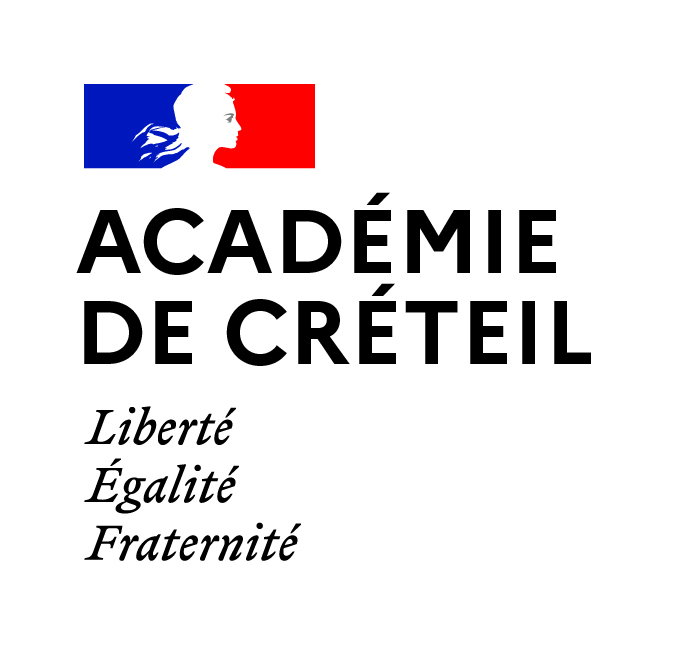 ACADÉMIE
DE CRÉTEIL
Liberté
Égalité
Fraternité